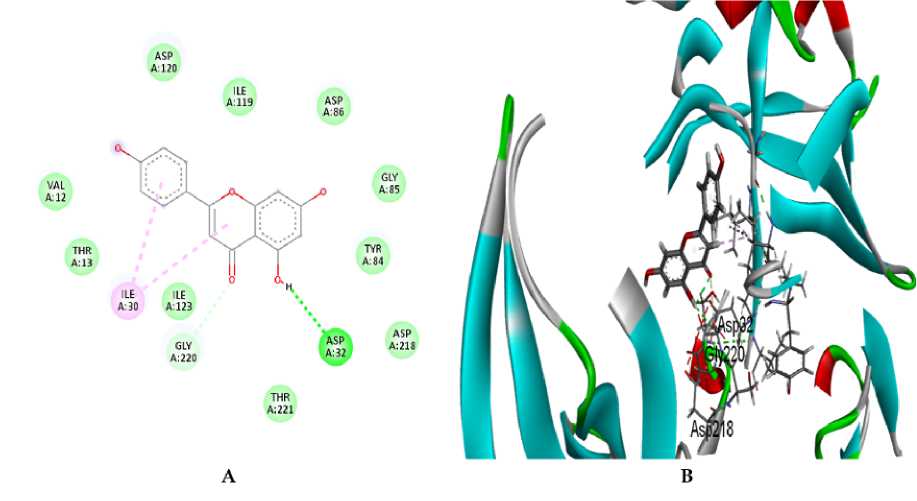 ASP
A:120
ILE
A:119
ASP
A:86
VAL
A:12
GLY
A:85
THR
A:13
TYR
A:84
ILE
A:30
ILE
A:123
GLY
A:220
ASP
A:32
ASP
A:218
THR
A:221
O
O
O
O
O
H
Asp32
Gly220
Asp218
A
B